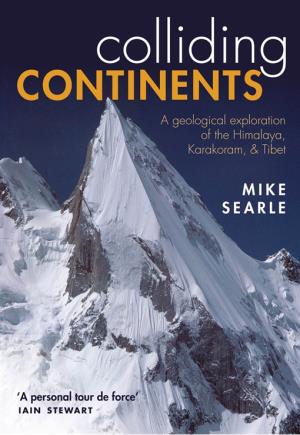 colliding
CONTINENTS
A geological exploration
of the Himalaya,
Karakoram, & Tibet
MIKE
SEARLE
‘A personal tour de force’
IAIN STEWART